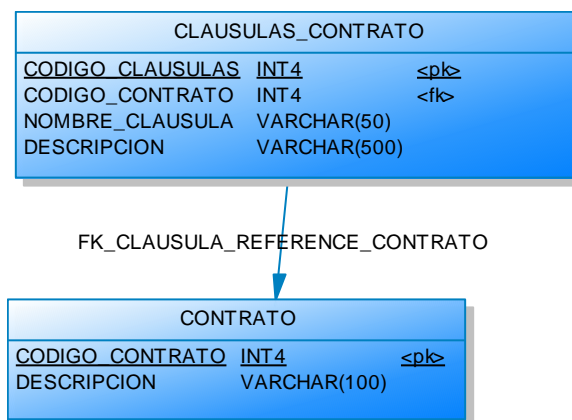 CLAUSULAS_CONTRATO
CODIGO_CLAUSULAS INT4 <pk>
CODIGO_CONTRATO INT4 <fk>
NOMBRE_CLAUSULA VARCHAR(50)
DESCRIPCION VARCHAR(500)
FK_CLAUSULA_REFERENCE_CONTRATO
CONTRATO
CODIGO_CONTRATO INT4 <pk>
DESCRIPCION VARCHAR(100)